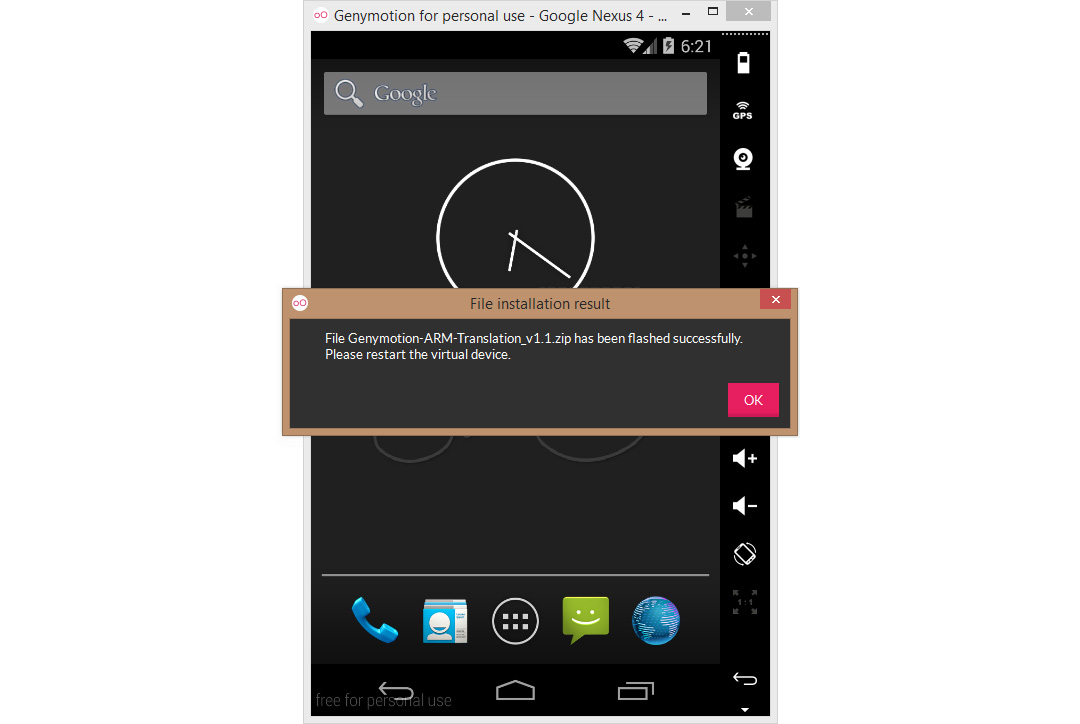 Genymotion for personal use - Google Nexus 4 - ...
6:21
Google
GPS
File installation result
File Genymotion-ARM-Translation_v1.1.zip has been flashed successfully.
Please restart the virtual device.
OK
1:1
free for personal use